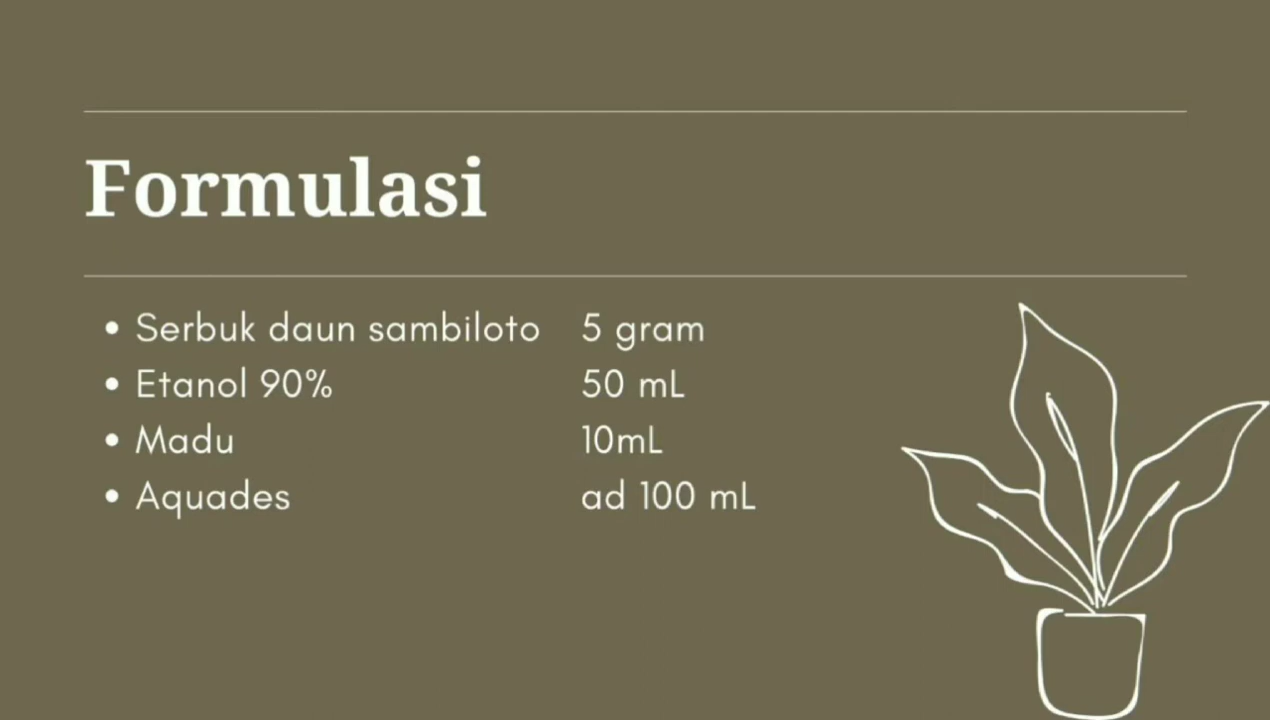 Formulasi
• Serbuk daun sambiloto 5 gram
• Etanol 90% 50 mL
• Madu 10mL
• Aquades ad 100 mL